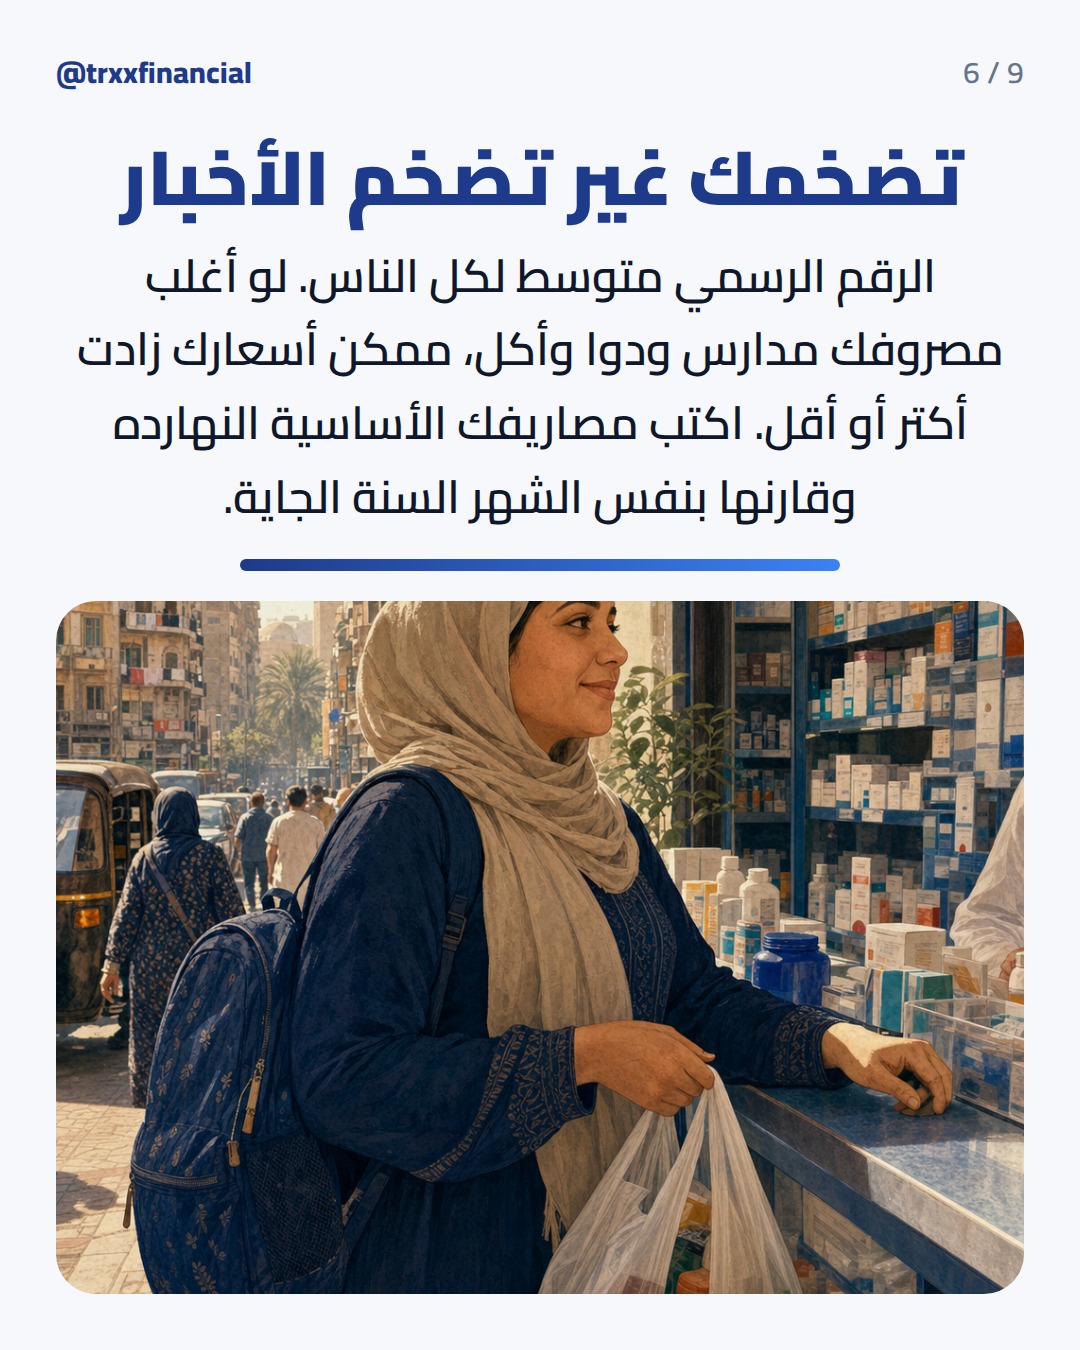 @trxxfinancial
6 / 9
تضخمك غير تضخم الأخبار
الرقم الرسمي متوسط لكل الناس. لو أغلب
مصروفك مدارس ودوا وأكل، ممكن أسعارك زادت
أكتر أو أقل. اكتب مصاريفك الأساسية النهارده
وقارنها بنفس الشهر السنة الجاية.